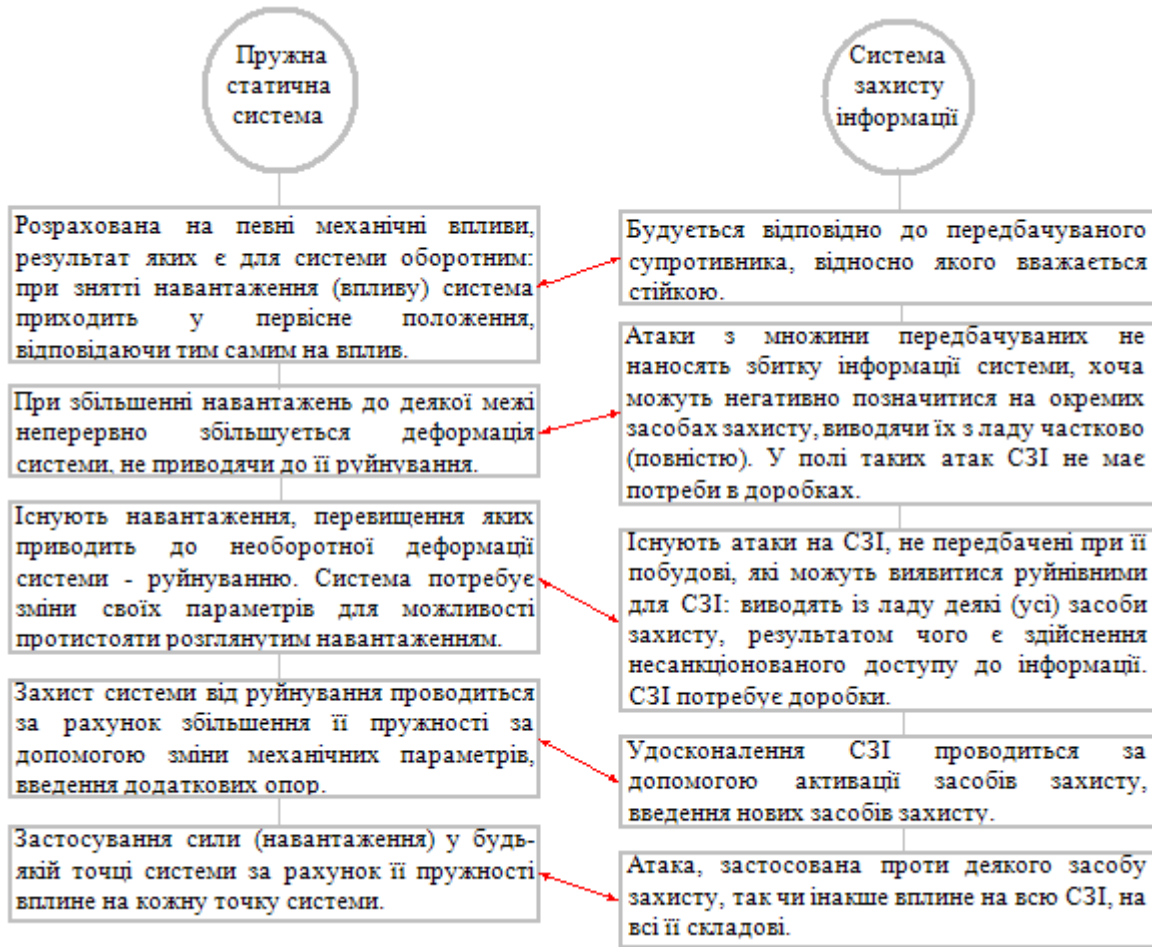 Пружна
статична
система
Розрахована на певні механічні впливи,
результат яких є для системи оборотним:
при знятті навантаження (впливу) система
приходить у первісне положення,
відповідаючи тим самим на вплив.
При збільшенні навантажень до деякої межі
неперервно збільшується деформація
системи, не приводячи до її руйнування.
Існують навантаження, перевищення яких
приводить до необоротної деформації
системи - руйнуванню. Система потребує
зміни своїх параметрів для можливості
протистояти розглянутим навантаженням.
Захист системи від руйнування проводиться
за рахунок збільшення її пружності за
допомогою зміни механічних параметрів,
введення додаткових опор.
Застосування сили (навантаження) у будь-
якій точці системи за рахунок її пружності
вплине на кожну точку системи.
Система
захисту
інформації
Будується відповідно до передбачуваного
супротивника, відносно якого вважається
стійкою.
Атаки з множини передбачуваних не
наносять збитку інформації системи, хоча
можуть негативно позначитися на окремих
засобах захисту, виводячи їх з ладу частково
(повністю). У полі таких атак СЗІ не має
потреби в доробках.
Існують атаки на СЗІ, не передбачені при її
побудові, які можуть виявитися руйнівними
для СЗІ: виводять із ладу деякі (усі) засоби
захисту, результатом чого є здійснення
несанкціонованого доступу до інформації.
СЗІ потребує доробки.
Удосконалення СЗІ проводиться за
допомогою активації засобів захисту,
введення нових засобів захисту.
Атака, застосована проти деякого засобу
захисту, так чи інакше вплине на всю СЗІ, на
всі її складові.